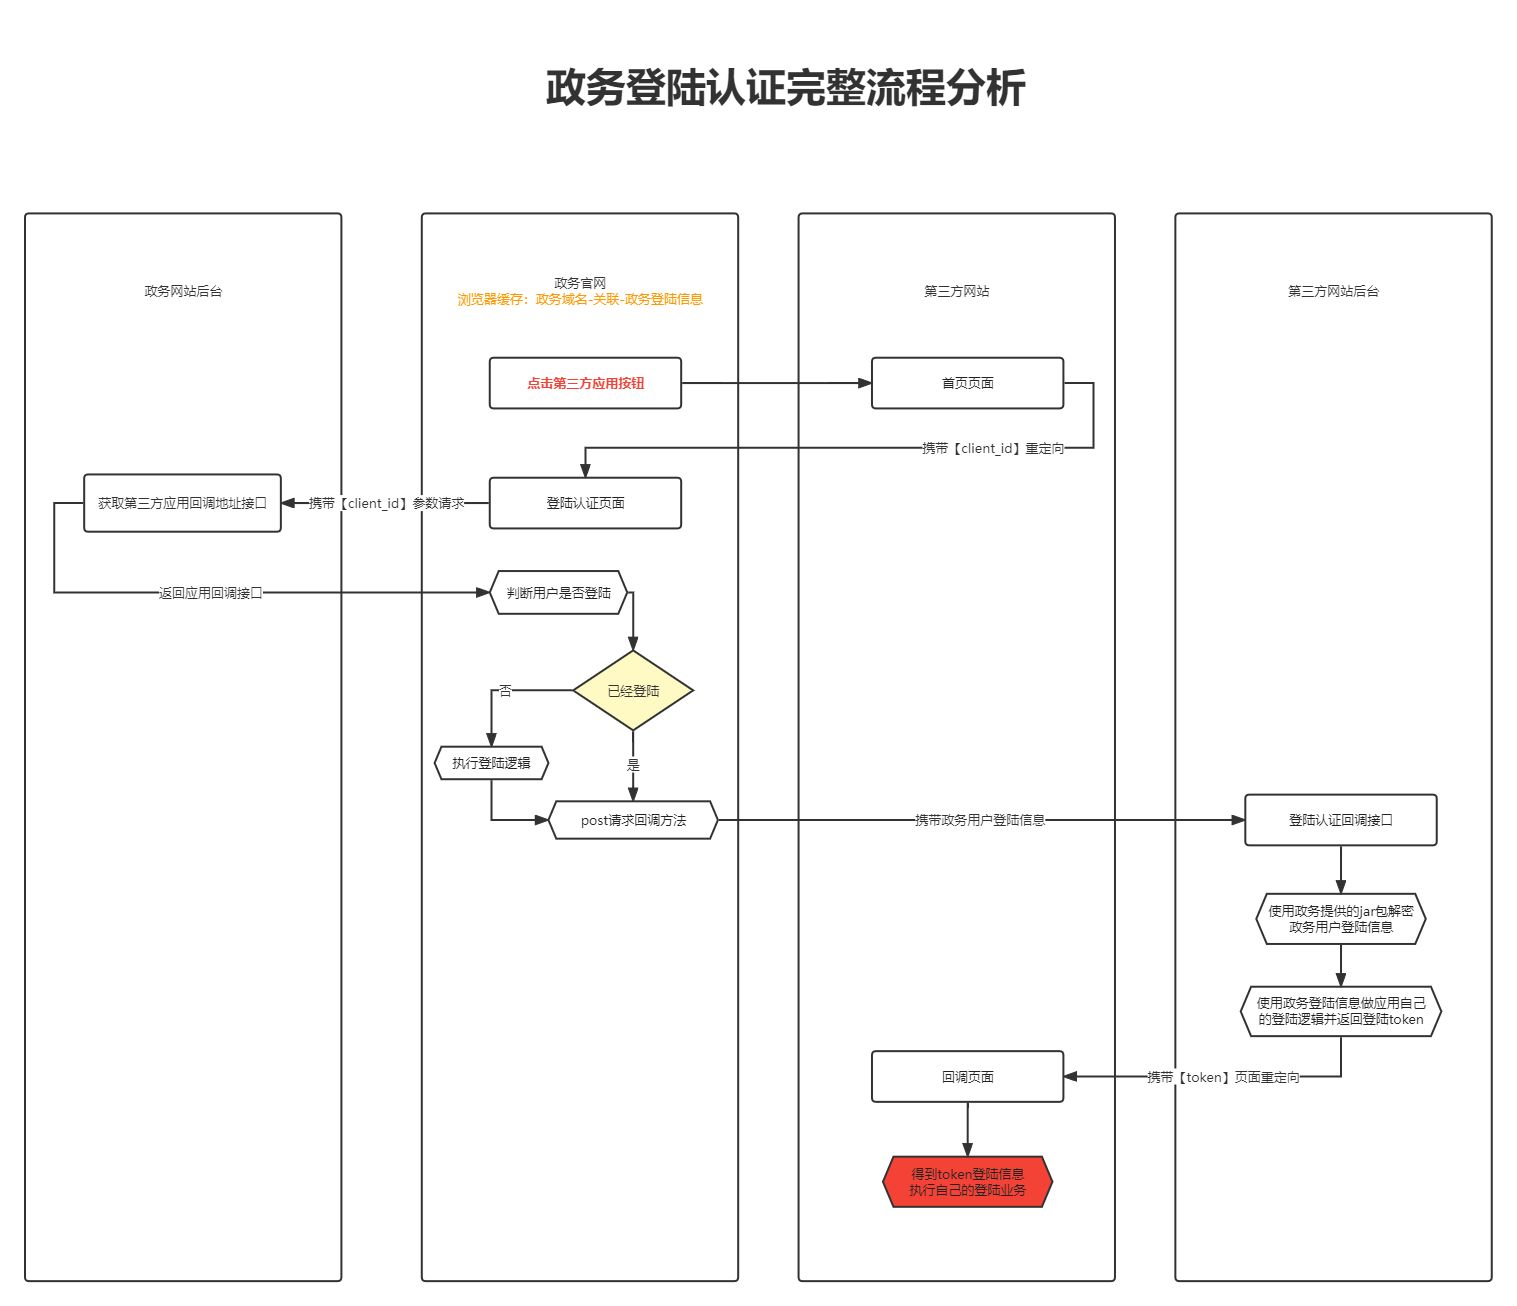 政务登陆认证完整流程分析
政务网站后台
政务官网
浏览器缓存：政务域名-关联-政务登陆信息
第三方网站
第三方网站后台
点击第三方应用按钮
首页页面
携带【client_id】重定向
获取第三方应用回调地址接口
携带【client_id】参数请求
登陆认证页面
返回应用回调接口
判断用户是否登陆
已经登陆
否
执行登陆逻辑
是
post请求回调方法
携带政务用户登陆信息
登陆认证回调接口
使用政务提供的jar包解密
政务用户登陆信息
使用政务登陆信息做应用自己
的登陆逻辑并返回登陆token
回调页面
携带【token】页面重定向
得到token登陆信息
执行自己的登陆业务